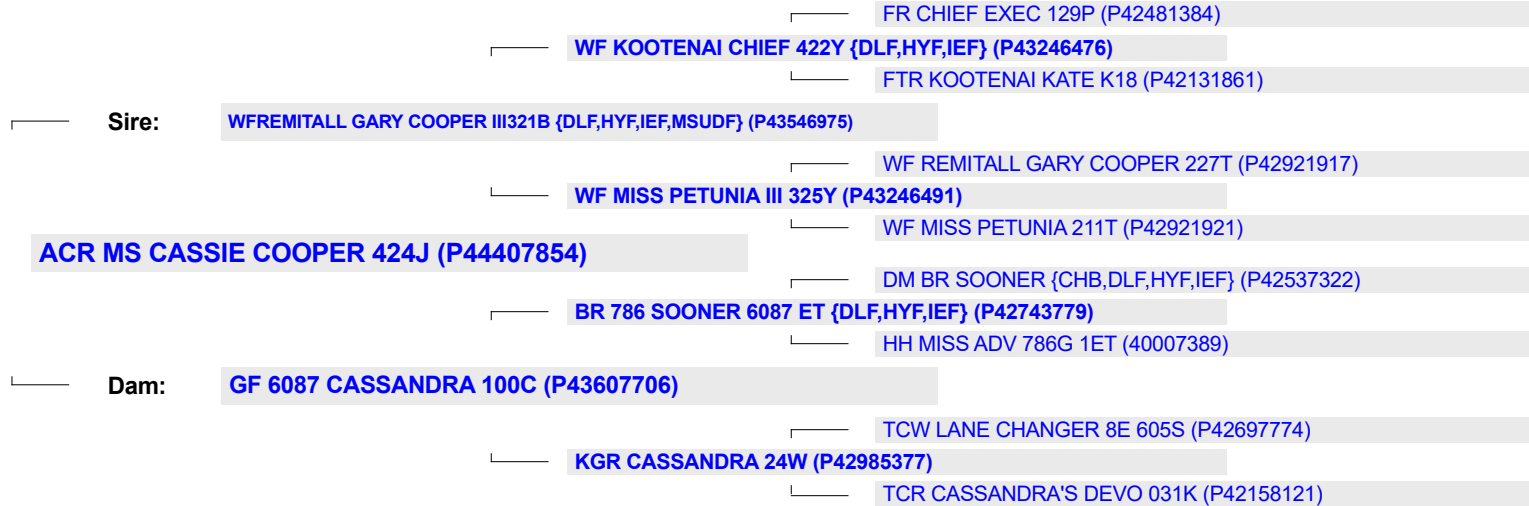 FR CHIEF EXEC 129P (P42481384)
WF KOOTENAI CHIEF 422Y {DLF,HYF,IEF} (P43246476)
FTR KOOTENAI KATE K18 (P42131861)
Sire: WFREMITALL GARY COOPER III321B {DLF,HYF,IEF,MSUDF} (P43546975)
WF REMITALL GARY COOPER 227T (P42921917)
WF MISS PETUNIA III 325Y (P43246491)
WF MISS PETUNIA 211T (P42921921)
ACR MS CASSIE COOPER 424J (P44407854)
DM BR SOONER {CHB,DLF,HYF,IEF} (P42537322)
BR 786 SOONER 6087 ET {DLF,HYF,IEF} (P42743779)
HH MISS ADV 786G 1ET (40007389)
Dam: GF 6087 CASSANDRA 100C (P43607706)
TCW LANE CHANGER 8E 605S (P42697774)
KGR CASSANDRA 24W (P42985377)
TCR CASSANDRA'S DEVO 031K (P42158121)